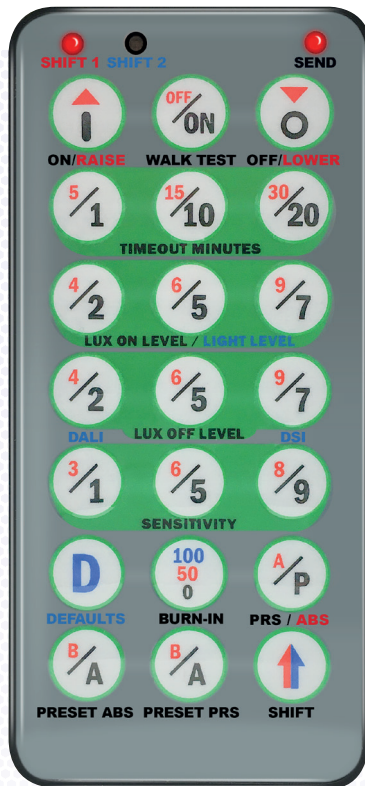 SHIFT 1 SHIFT 2 SEND
OFF/ON
ON/RAISE WALK TEST OFF/LOWER
5/1 15/10 30/20
TIMEOUT MINUTES
4/2 6/5 9/7
LUX ON LEVEL / LIGHT LEVEL
4/2 6/5 9/7
DALI LUX OFF LEVEL DSI
3/1 6/5 8/9
SENSITIVITY
D 100 A/P
50
0
DEFAULTS BURN-IN PRS / ABS
B/A B/A
PRESET ABS PRESET PRS SHIFT